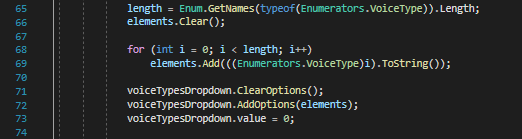 65 length = Enum.GetNames(typeof(Enumerators.VoiceType)).Length;
66 elements.Clear();
67
68 for (int i = 0; i < length; i++)
69 elements.Add(((Enumerators.VoiceType)i).ToString());
70
71 voiceTypesDropdown.ClearOptions();
72 voiceTypesDropdown.AddOptions(elements);
73 voiceTypesDropdown.value = 0;
74